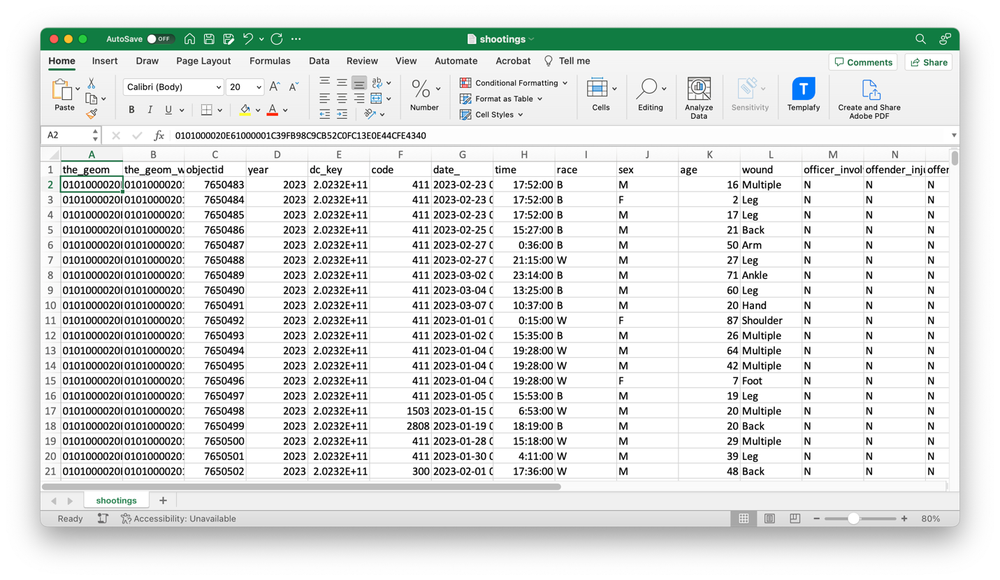 AutoSave OFF shootings
Home Insert Draw Page Layout Formulas Data Review View Automate Acrobat Tell me Comments Share
Calibri (Body) 20 A A Conditional Formatting
Format as Table
Paste B I U A ab Number Cell Styles Cells Editing Analyze Data Sensitivity T Templafy Create and Share Adobe PDF
A2 fx 0101000020E61000001C39FB98C9CB52C0FC13E0E44CFE4340
A B C D E F G H I J K L M N
1 the_geom the_geom_w objectid year dc_key code date_ time race sex age wound officer_invol offender_inju offer
2 0101000020 010100002 7650483 2023 2.0232E+11 411 2023-02-23 0 17:52:00 B M 16 Multiple N N N
3 0101000020 010100002 7650484 2023 2.0232E+11 411 2023-02-23 0 17:52:00 B F 2 Leg N N N
4 0101000020 010100002 7650485 2023 2.0232E+11 411 2023-02-23 0 17:52:00 B M 17 Leg N N N
5 0101000020 010100002 7650486 2023 2.0232E+11 411 2023-02-25 0 15:27:00 B M 21 Back N N N
6 0101000020 010100002 7650487 2023 2.0232E+11 411 2023-02-27 0 0:36:00 B M 50 Arm N N N
7 0101000020 010100002 7650488 2023 2.0232E+11 411 2023-02-27 0 21:15:00 W M 27 Leg N N N
8 0101000020 010100002 7650489 2023 2.0232E+11 411 2023-03-02 0 23:14:00 B M 71 Ankle N N N
9 0101000020 010100002 7650490 2023 2.0232E+11 411 2023-03-04 0 13:25:00 B M 60 Leg N N N
10 0101000020 010100002 7650491 2023 2.0232E+11 411 2023-03-07 0 10:37:00 B M 20 Hand N N N
11 0101000020 010100002 7650492 2023 2.0232E+11 411 2023-01-01 0 0:15:00 W F 87 Shoulder N N N
12 0101000020 010100002 7650493 2023 2.0232E+11 411 2023-01-02 0 15:35:00 B M 26 Multiple N N N
13 0101000020 010100002 7650494 2023 2.0232E+11 411 2023-01-04 0 19:28:00 W M 64 Multiple N N N
14 0101000020 010100002 7650495 2023 2.0232E+11 411 2023-01-04 0 19:28:00 W M 42 Multiple N N N
15 0101000020 010100002 7650496 2023 2.0232E+11 411 2023-01-04 0 19:28:00 W F 7 Foot N N N
16 0101000020 010100002 7650497 2023 2.0232E+11 411 2023-01-05 0 15:53:00 B M 19 Leg N N N
17 0101000020 010100002 7650498 2023 2.0232E+11 1503 2023-01-15 0 6:53:00 W M 20 Multiple N N N
18 0101000020 010100002 7650499 2023 2.0232E+11 2808 2023-01-19 0 18:19:00 B M 20 Back N N N
19 0101000020 010100002 7650500 2023 2.0232E+11 411 2023-01-28 0 15:18:00 W M 29 Multiple N N N
20 0101000020 010100002 7650501 2023 2.0232E+11 411 2023-01-30 0 4:11:00 W M 39 Leg N N N
21 0101000020 010100002 7650502 2023 2.0232E+11 300 2023-02-01 0 17:36:00 W M 48 Back N N N
shootings
Ready Accessibility: Unavailable 80%